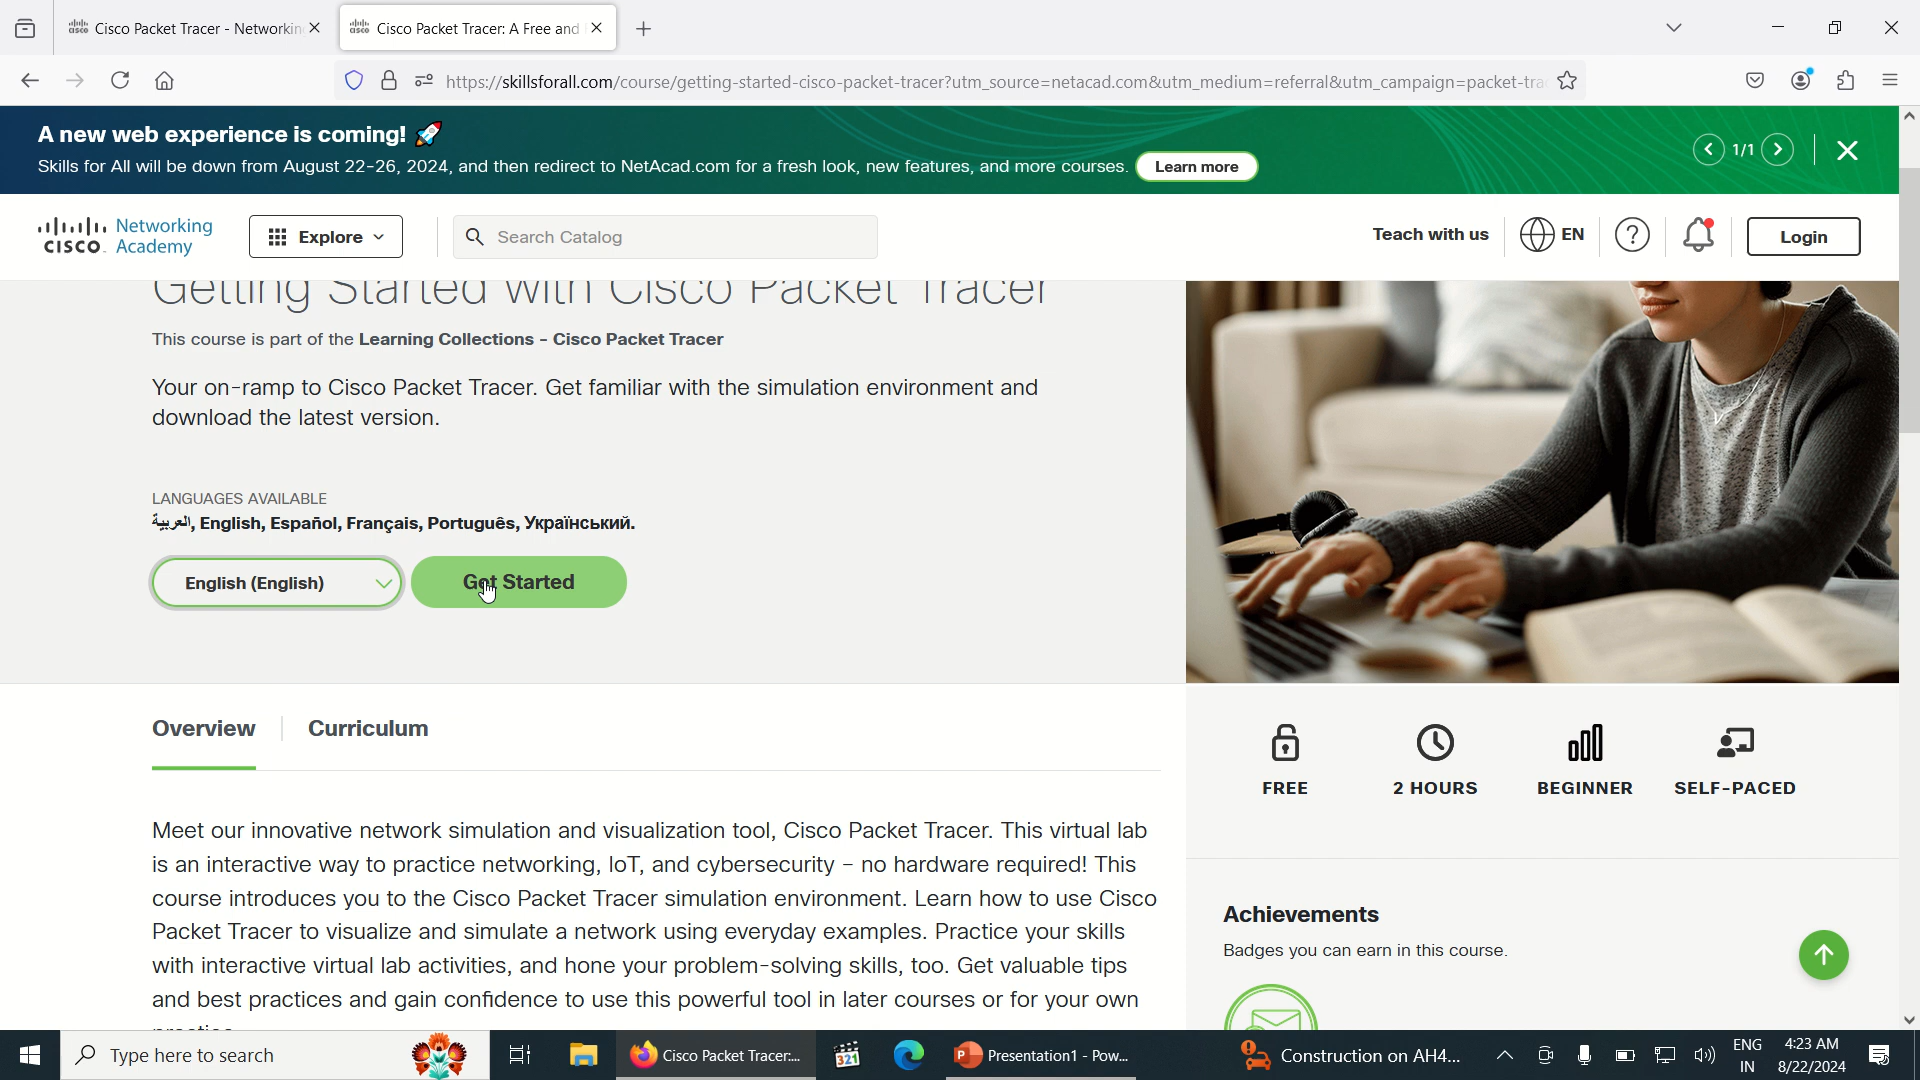 Cisco Packet Tracer - Networkin
Cisco Packet Tracer: A Free and
https://skillsforall.com/course/getting-started-cisco-packet-tracer?utm_source=netacad.com&utm_medium=referral&utm_campaign=packet-tra
A new web experience is coming! 🚀
Skills for All will be down from August 22-26, 2024, and then redirect to NetAcad.com for a fresh look, new features, and more courses. Learn more
1/1
CISCO Networking Academy
Explore
Search Catalog
Teach with us
EN
Login
Getting Started with Cisco Packet Tracer
This course is part of the Learning Collections - Cisco Packet Tracer
Your on-ramp to Cisco Packet Tracer. Get familiar with the simulation environment and
download the latest version.
LANGUAGES AVAILABLE
العربية, English, Español, Français, Português, Український.
English (English)
Get Started
Overview
Curriculum
FREE
2 HOURS
BEGINNER
SELF-PACED
Meet our innovative network simulation and visualization tool, Cisco Packet Tracer. This virtual lab
is an interactive way to practice networking, IoT, and cybersecurity – no hardware required! This
course introduces you to the Cisco Packet Tracer simulation environment. Learn how to use Cisco
Packet Tracer to visualize and simulate a network using everyday examples. Practice your skills
with interactive virtual lab activities, and hone your problem-solving skills, too. Get valuable tips
and best practices and gain confidence to use this powerful tool in later courses or for your own
Achievements
Badges you can earn in this course.
Type here to search
Cisco Packet Tracer:...
321
Presentation1 - Pow...
Construction on AH4...
ENG
IN
4:23 AM
8/22/2024